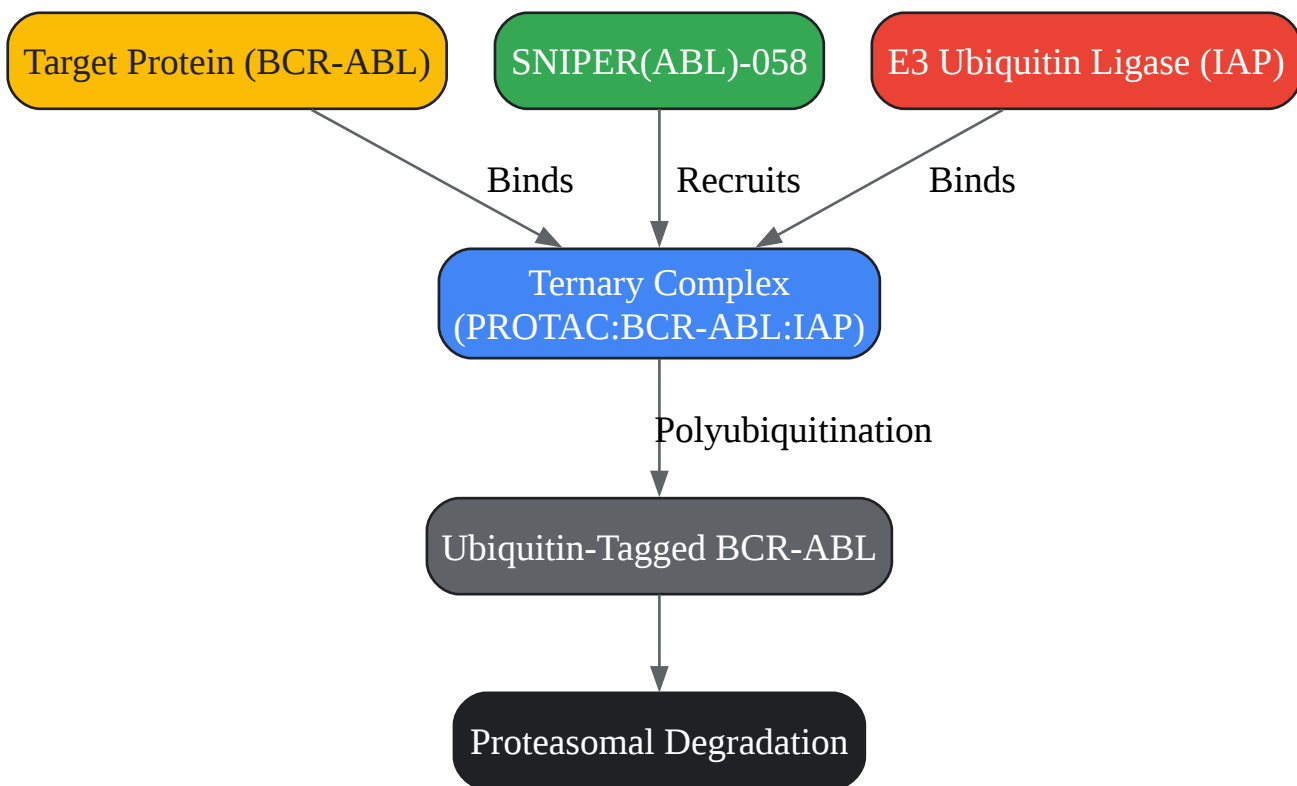 Target Protein (BCR-ABL)
SNIPER(ABL)-058
E3 Ubiquitin Ligase (IAP)
Binds
Recruits
Binds
Ternary Complex
(PROTAC:BCR-ABL:IAP)
Polyubiquitination
Ubiquitin-Tagged BCR-ABL
Proteasomal Degradation